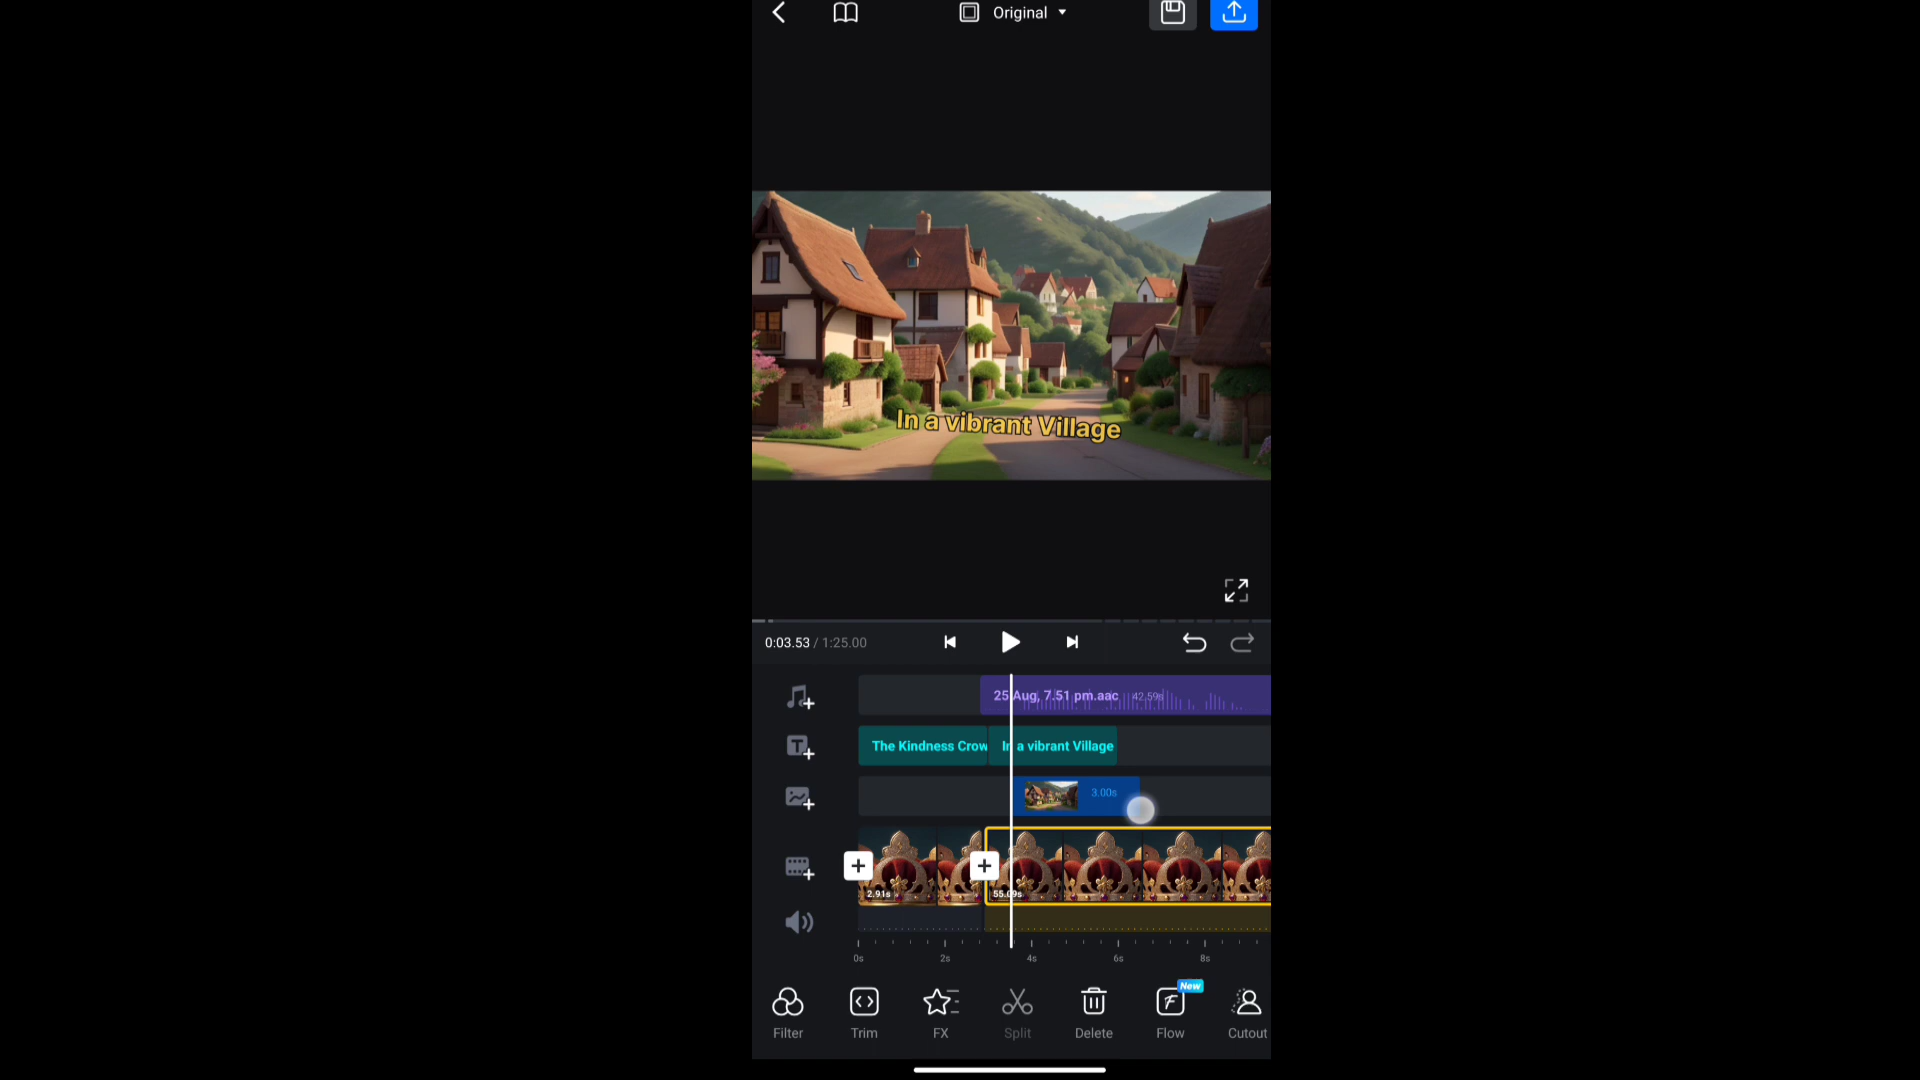 Original
In a vibrant Village
0:03.53 / 1:25.00
25 Aug, 7.51 pm.aac 42.59s
The Kindness Crow
In a vibrant Village
3.00s
2.91s
55.09s
0s 2s 4s 6s 8s
New
Filter Trim FX Split Delete Flow Cutout